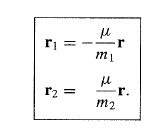 r₁ = −μ/m₁ r
r₂ = μ/m₂ r.